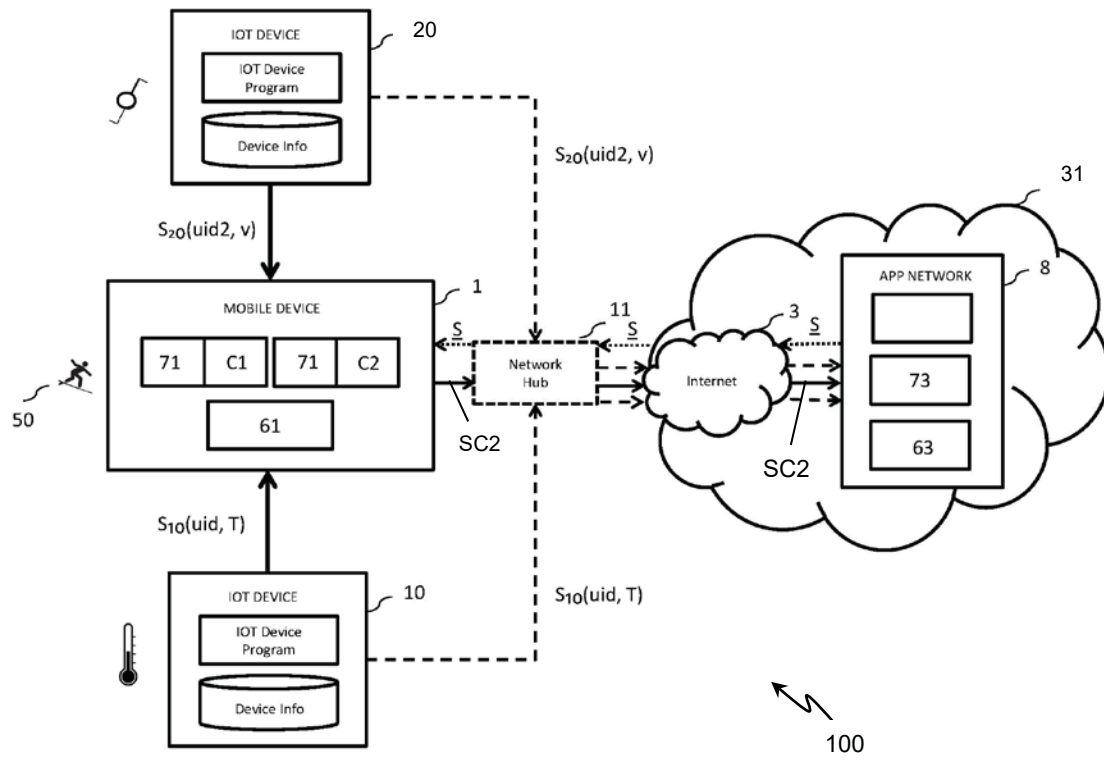 IOT DEVICE
20
IOT Device
Program
Device Info
S₂₀(uid2, v)
S₂₀(uid2, v)
31
1
MOBILE DEVICE
71
C1
71
C2
61
50
SC2
S
11
Network
Hub
S
3
Internet
S
SC2
8
APP NETWORK
73
63
S₁₀(uid, T)
S₁₀(uid, T)
IOT DEVICE
10
IOT Device
Program
Device Info
100